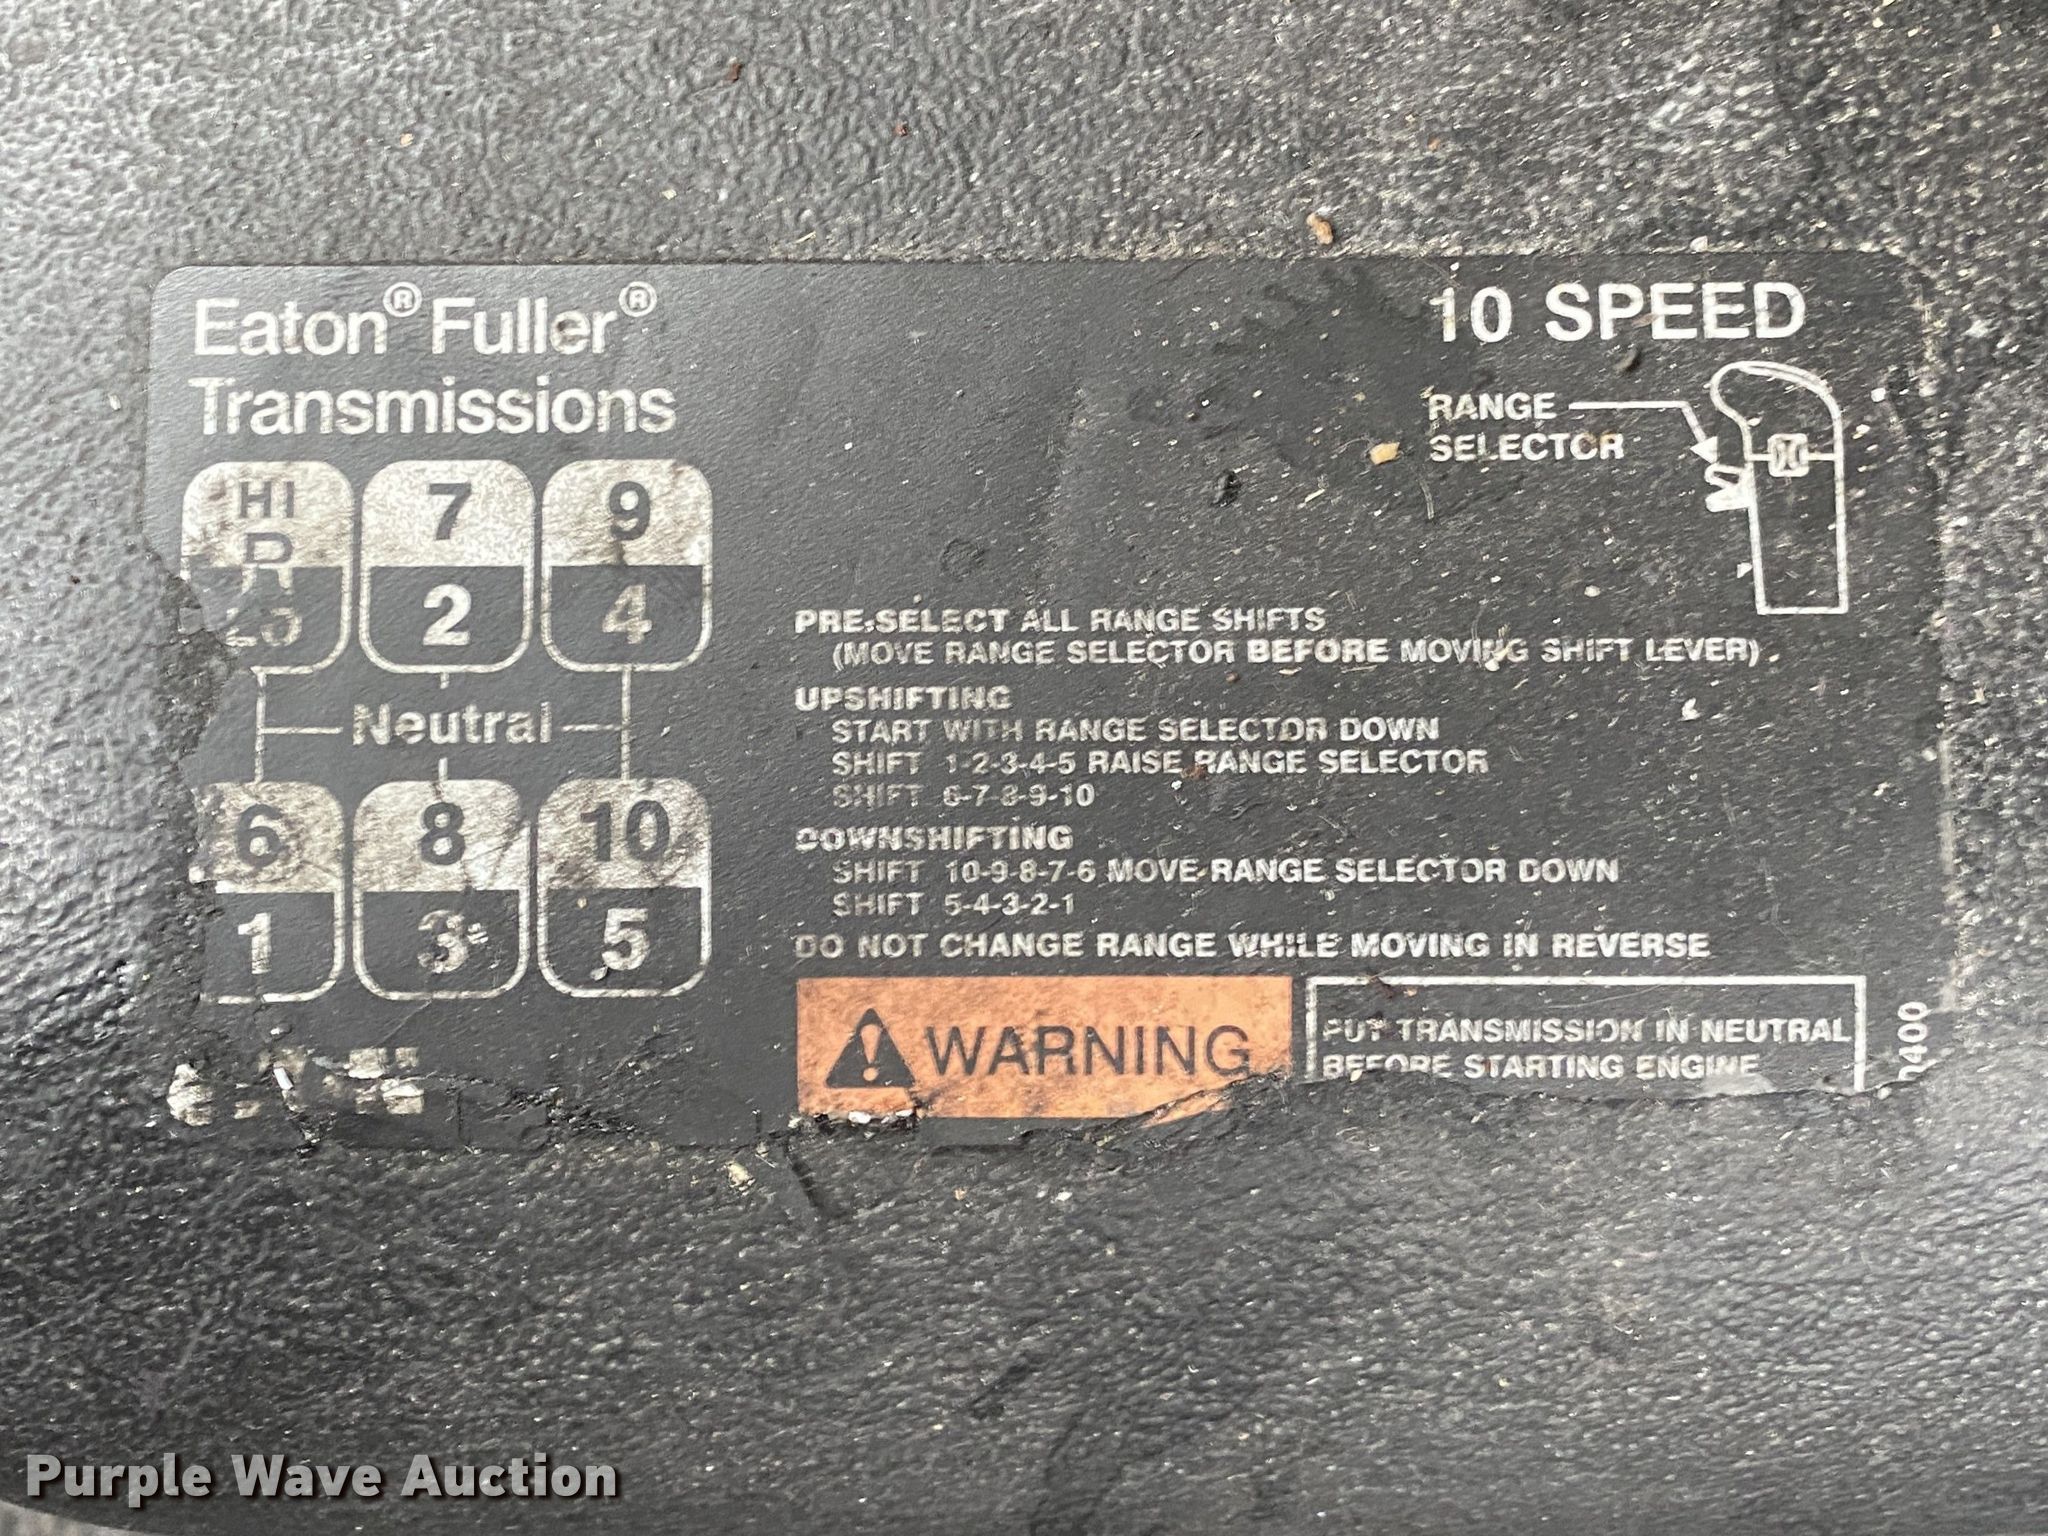 Eaton® Fuller®
Transmissions
10 SPEED
RANGE
SELECTOR
HI 7 9
R
LO 2 4
Neutral
6 8 10
1 3 5
PRE-SELECT ALL RANGE SHIFTS
(MOVE RANGE SELECTOR BEFORE MOVING SHIFT LEVER).
UPSHIFTING
START WITH RANGE SELECTOR DOWN
SHIFT 1-2-3-4-5 RAISE RANGE SELECTOR
SHIFT 6-7-8-9-10
DOWNSHIFTING
SHIFT 10-9-8-7-6 MOVE RANGE SELECTOR DOWN
SHIFT 5-4-3-2-1
DO NOT CHANGE RANGE WHILE MOVING IN REVERSE
WARNING
PUT TRANSMISSION IN NEUTRAL
BEFORE STARTING ENGINE
0400
Purple Wave Auction